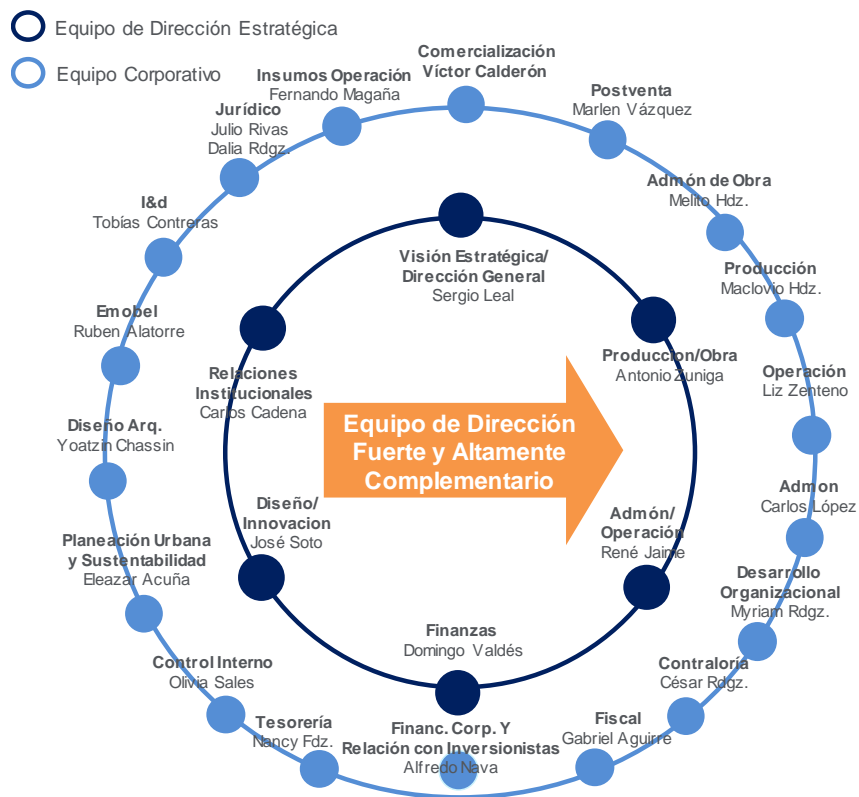 Equipo de Dirección Estratégica
Equipo Corporativo
Comercialización
Víctor Calderón
Insumos Operación
Fernando Magaña
Postventa
Marlen Vázquez
Jurídico
Julio Rivas
Dalia Rdgz.
Admón de Obra
Melito Hdz.
I&d
Tobías Contreras
Producción
Maclovio Hdz.
Emobel
Ruben Alatorre
Operación
Liz Zenteno
Diseño Arq.
Yoatzin Chassin
Admon
Carlos López
Planeación Urbana
y Sustentabilidad
Eleazar Acuña
Desarrollo
Organizacional
Myriam Rdgz.
Control Interno
Olivia Sales
Contraloría
César Rdgz.
Tesorería
Nancy Fdz.
Financ. Corp. Y
Relación con Inversionistas
Alfredo Nava
Fiscal
Gabriel Aguirre
Visión Estratégica/
Dirección General
Sergio Leal
Relaciones
Institucionales
Carlos Cadena
Produccion/Obra
Antonio Zuniga
Equipo de Dirección
Fuerte y Altamente
Complementario
Diseño/
Innovacion
José Soto
Admón/
Operación
René Jaime
Finanzas
Domingo Valdés